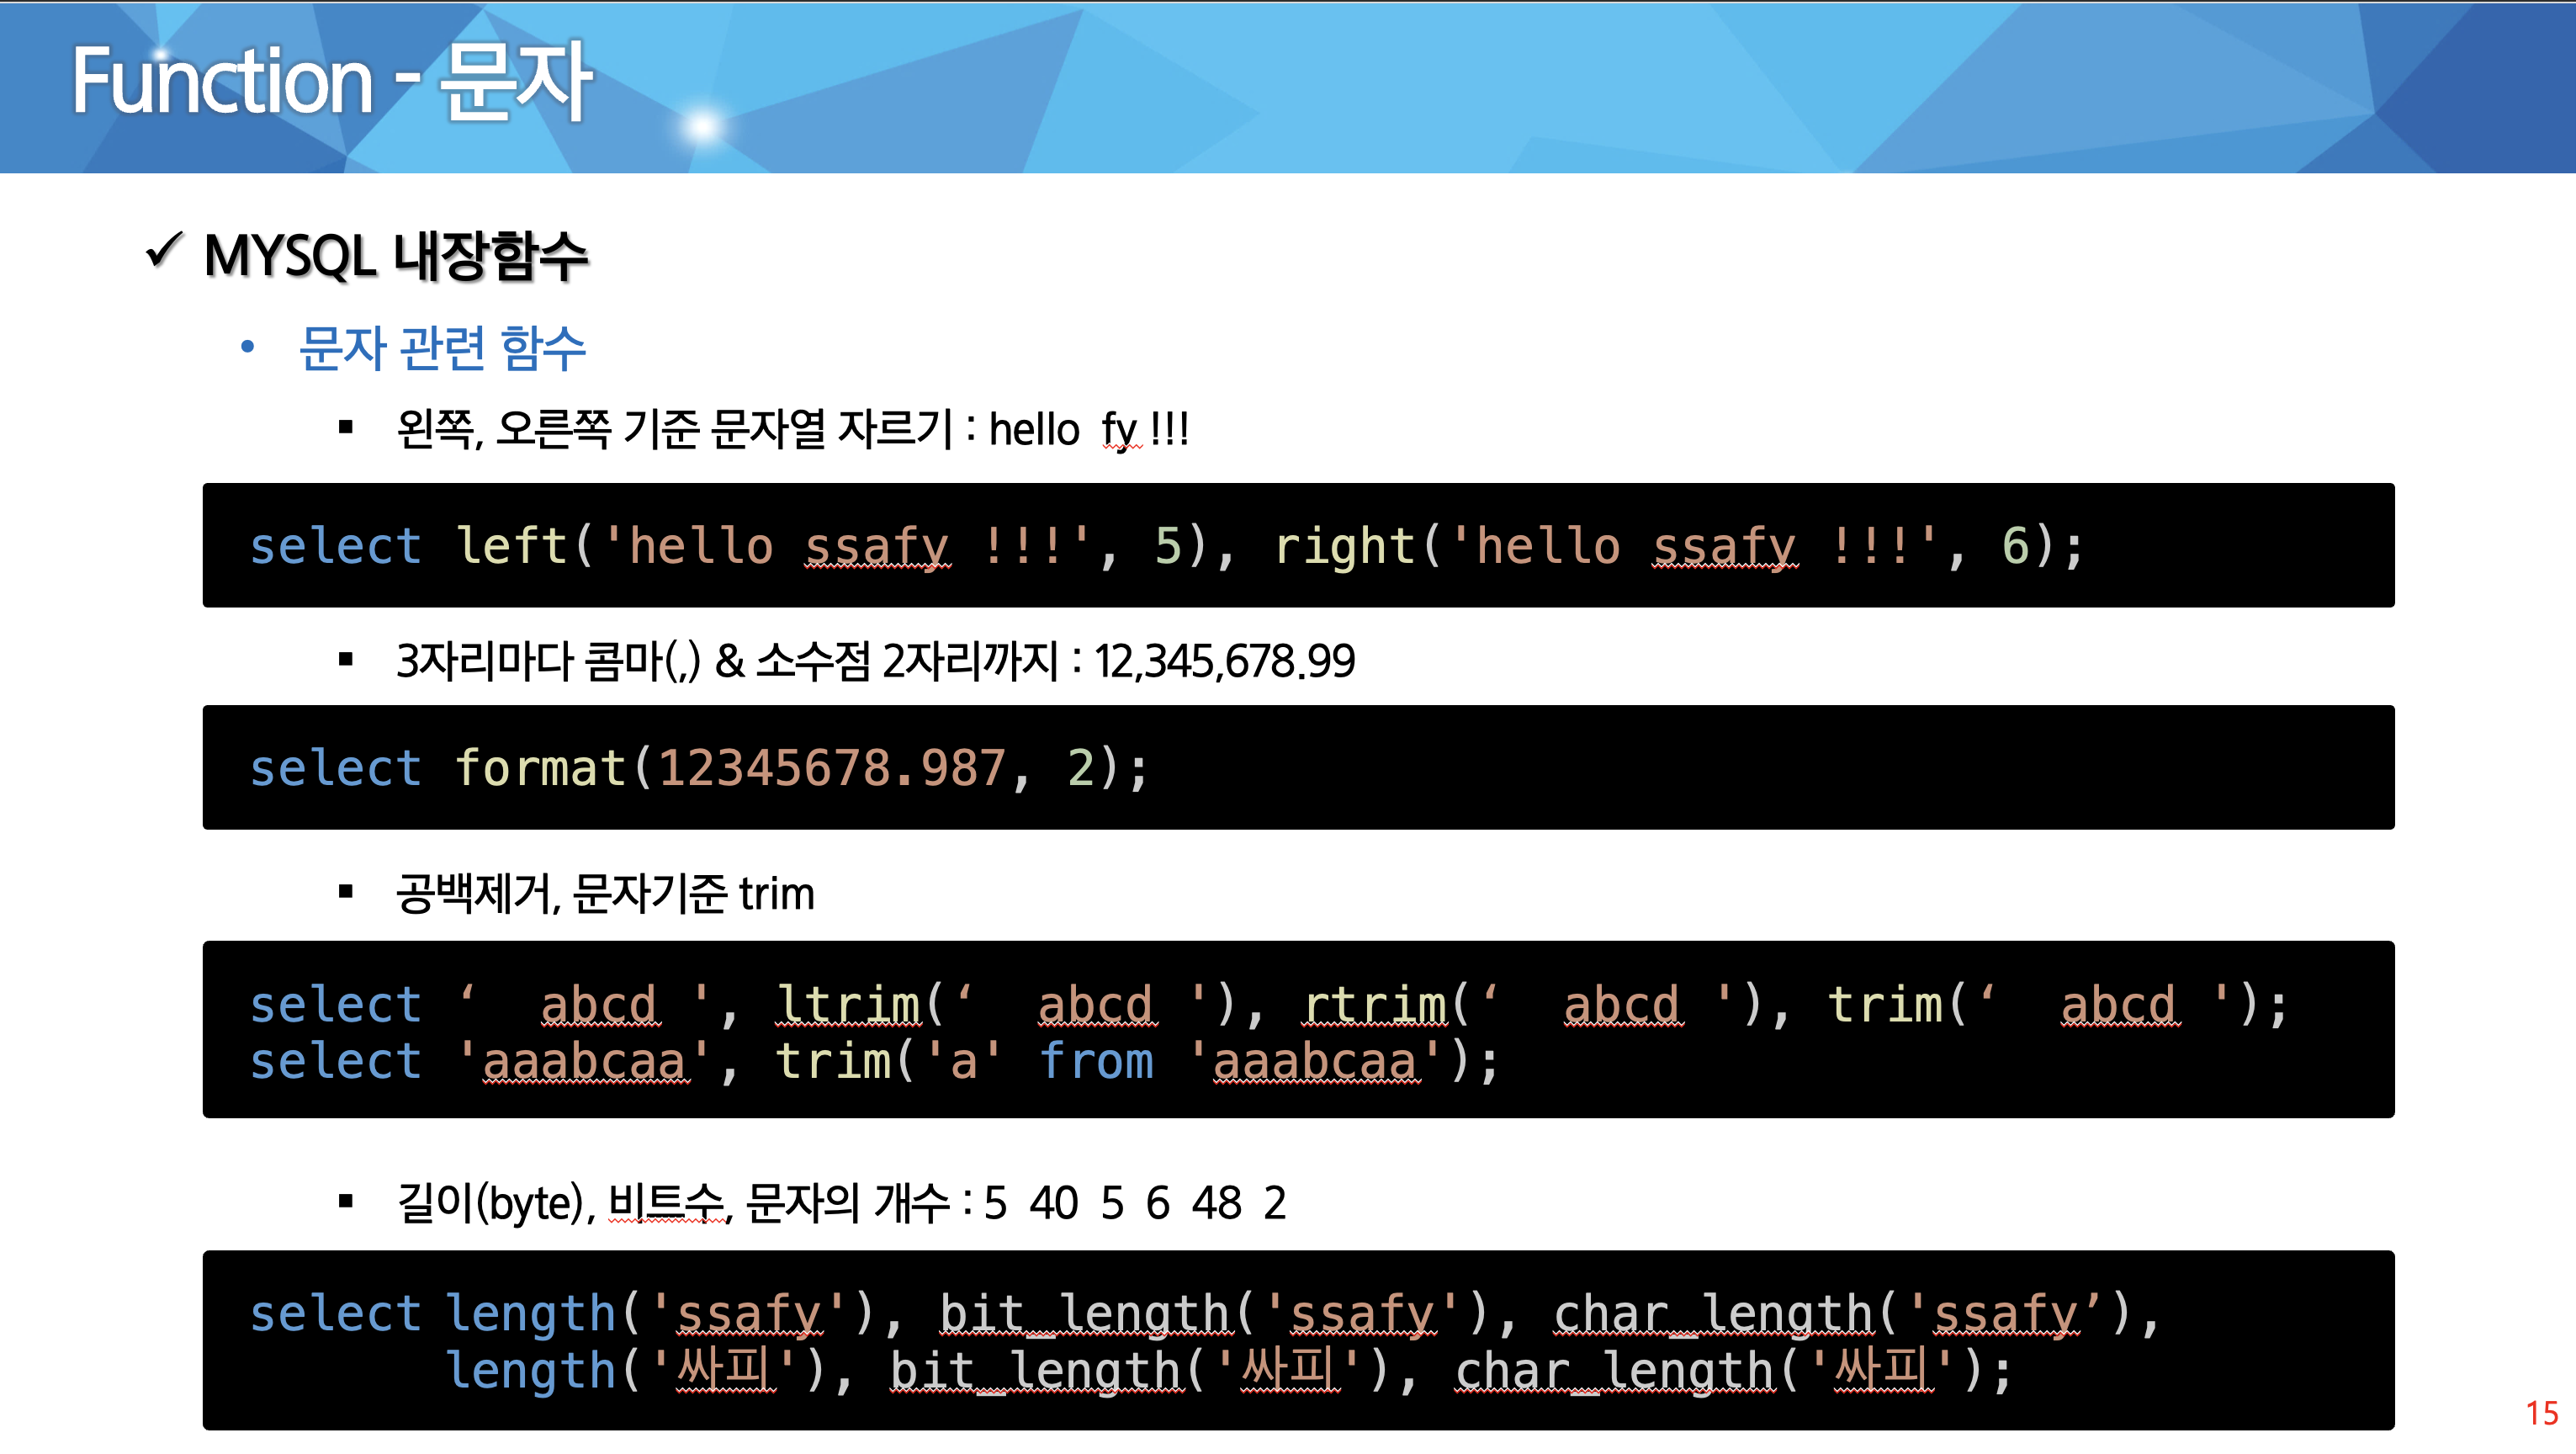 Function - 문자
✓ MYSQL 내장함수
• 문자 관련 함수
▪ 왼쪽, 오른쪽 기준 문자열 자르기 : hello  fy !!!
select left('hello ssafy !!!', 5), right('hello ssafy !!!', 6);
▪ 3자리마다 콤마(,) & 소수점 2자리까지 : 12,345,678.99
select format(12345678.987, 2);
▪ 공백제거, 문자기준 trim
select ‘  abcd ', ltrim(‘  abcd '), rtrim(‘  abcd '), trim(‘  abcd ');
select 'aaabcaa', trim('a' from 'aaabcaa');
▪ 길이(byte), 비트수, 문자의 개수 : 5  40  5  6  48  2
select length('ssafy'), bit_length('ssafy'), char_length('ssafy’),
length('싸피'), bit_length('싸피'), char_length('싸피');
15